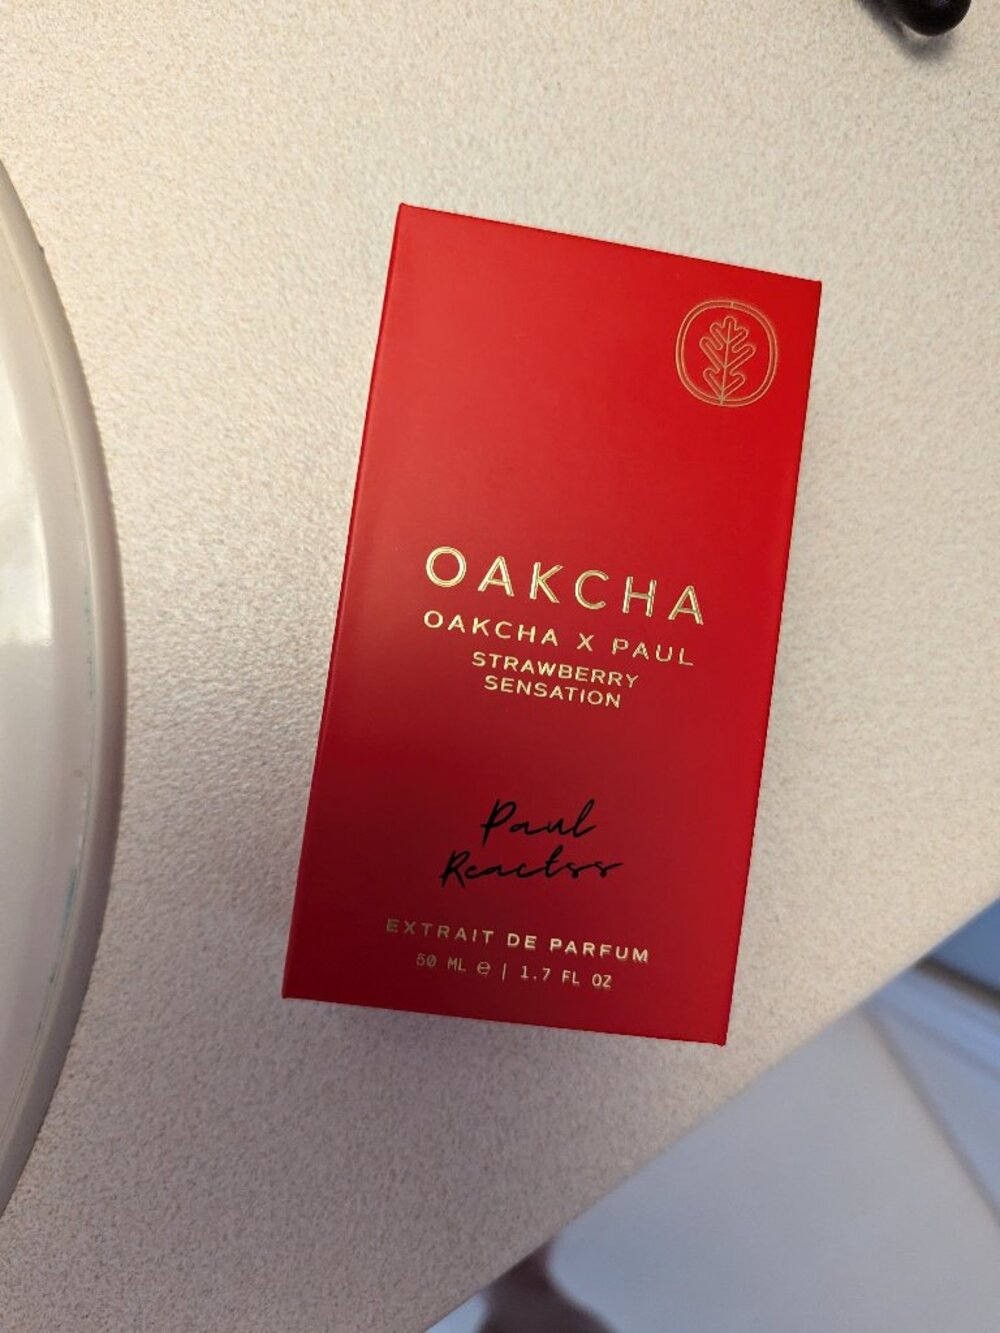 OAKCHA
OAKCHA X PAUL
STRAWBERRY
SENSATION
Paul
Reactss
EXTRAIT DE PARFUM
50 ML ℮ | 1.7 FL OZ